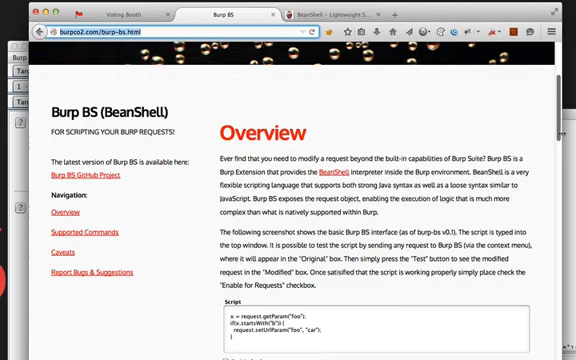 Voting Booth
Burp BS
BeanShell – Lightweight S...
burpco2.com/burp-bs.html
Burp
Burp BS (BeanShell)
FOR SCRIPTING YOUR BURP REQUESTS!
The latest version of Burp BS is available here:
Burp BS GitHub Project
Navigation:
Overview
Supported Commands
Caveats
Report Bugs & Suggestions
Overview
Ever find that you need to modify a request beyond the built-in capabilities of Burp Suite? Burp BS is a
Burp Extension that provides the BeanShell interpreter inside the Burp environment. BeanShell is a very
flexible scripting language that supports both strong Java syntax as well as a loose syntax similar to
JavaScript. Burp BS exposes the request object, enabling the execution of logic that is much more
complex than what is natively supported within Burp.
The following screenshot shows the basic Burp BS interface (as of burp-bs v0.1). The script is typed into
the top window. It is possible to test the script by sending any request to Burp BS (via the context menu),
where it will appear in the "Original" box. Then simply press the "Test" button to see the modified
request in the "Modified" box. Once satisfied that the script is working properly simply place check the
"Enable for Requests" checkbox.
Script
x = request.getParam("foo");
if(x.startsWith("b")) {
request.setUrlParam("foo", "car");
}